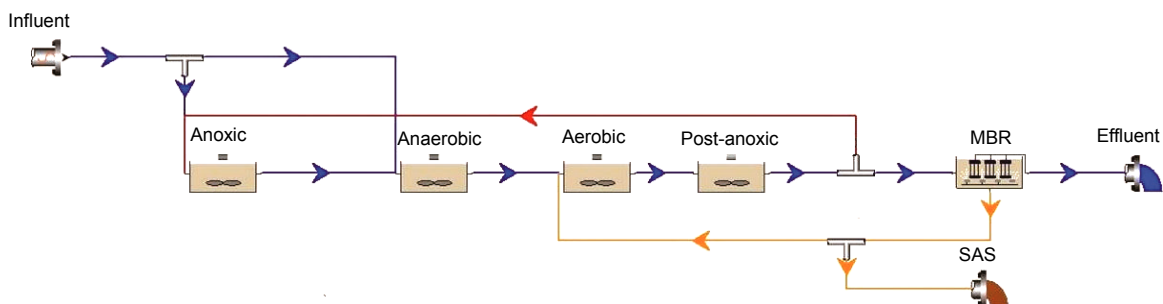 Influent
Anoxic
Anaerobic
Aerobic
Post-anoxic
MBR
Effluent
SAS